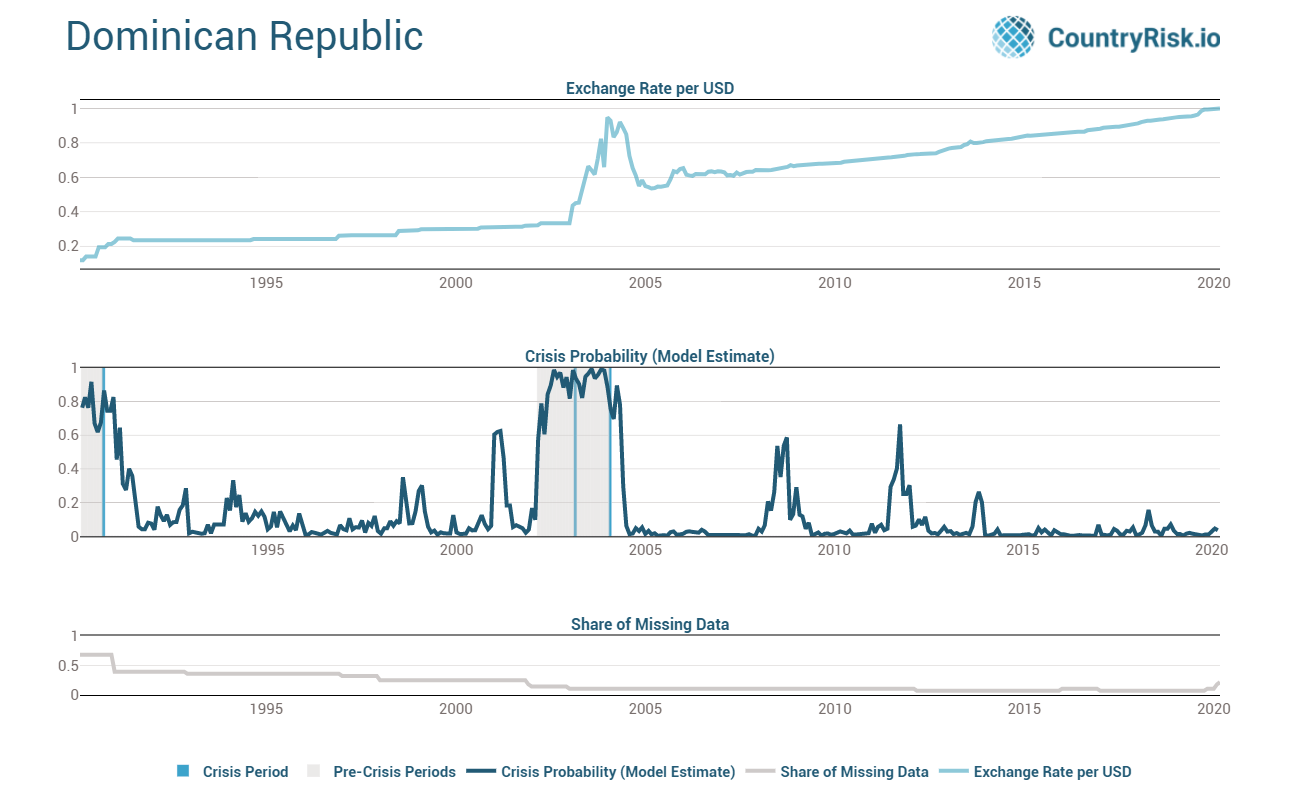 Dominican Republic
CountryRisk.io
Exchange Rate per USD
1
0.8
0.6
0.4
0.2
1995 2000 2005 2010 2015 2020
Crisis Probability (Model Estimate)
1
0.8
0.6
0.4
0.2
0
1995 2000 2005 2010 2015 2020
Share of Missing Data
1
0.5
0
1995 2000 2005 2010 2015 2020
Crisis Period Pre-Crisis Periods Crisis Probability (Model Estimate) Share of Missing Data Exchange Rate per USD